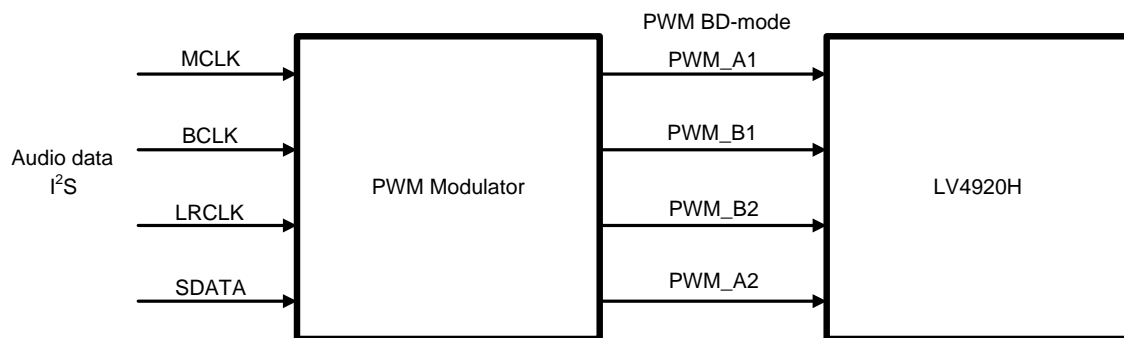 PWM BD-mode
MCLK
PWM_A1
BCLK
PWM_B1
Audio data
I²S
PWM Modulator
LV4920H
LRCLK
PWM_B2
SDATA
PWM_A2